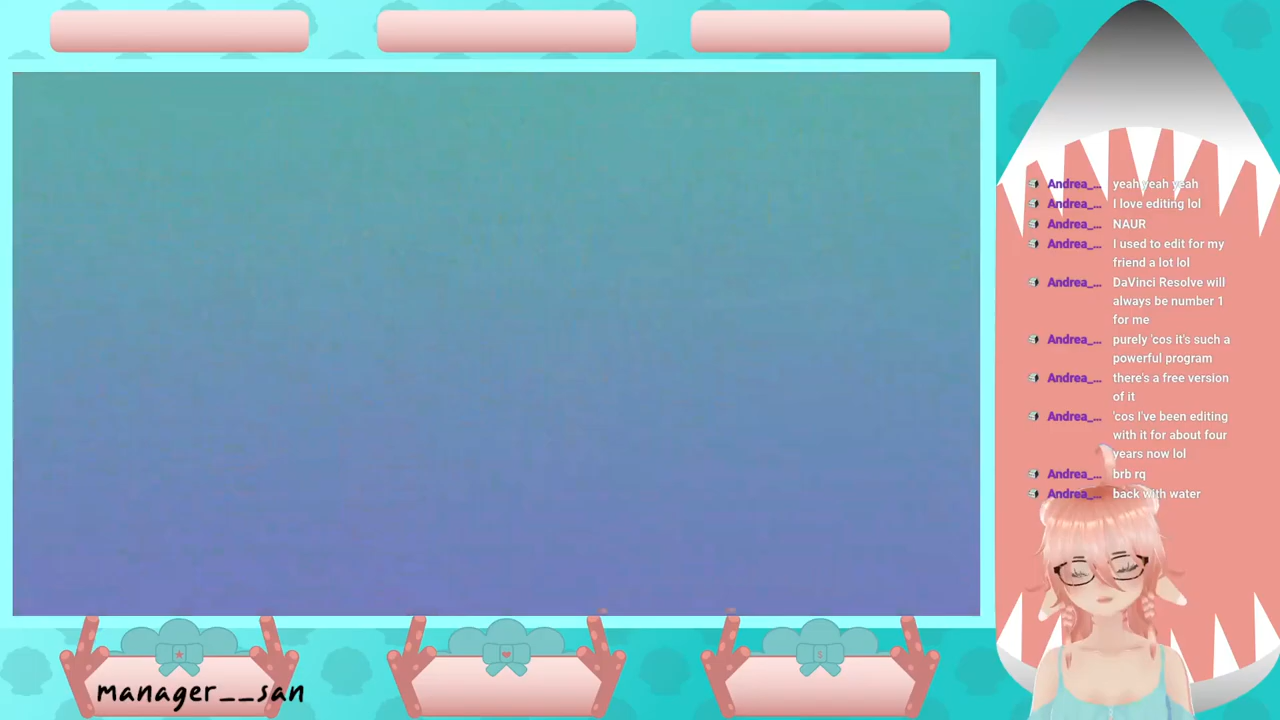 Andrea_... yeah yeah yeah
Andrea_... I love editing lol
Andrea_... NAUR
Andrea_... I used to edit for my
friend a lot lol
Andrea_... DaVinci Resolve will
always be number 1
for me
Andrea_... purely 'cos it's such a
powerful program
Andrea_... there's a free version
of it
Andrea_... 'cos I've been editing
with it for about four
years now lol
Andrea_... brb rq
Andrea_... back with water
S
manager__san